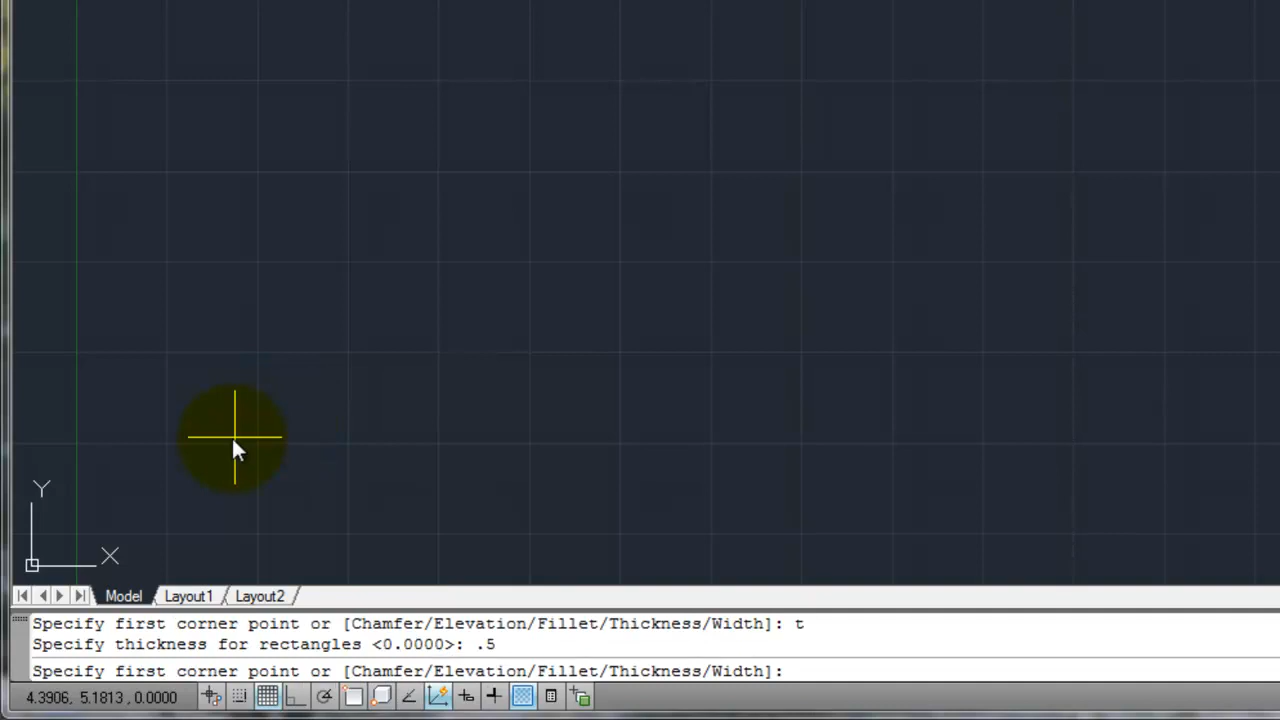 Y
X
Model Layout1 Layout2
Specify first corner point or [Chamfer/Elevation/Fillet/Thickness/Width]: t
Specify thickness for rectangles <0.0000>: .5
Specify first corner point or [Chamfer/Elevation/Fillet/Thickness/Width]:
4.3906, 5.1813 , 0.0000